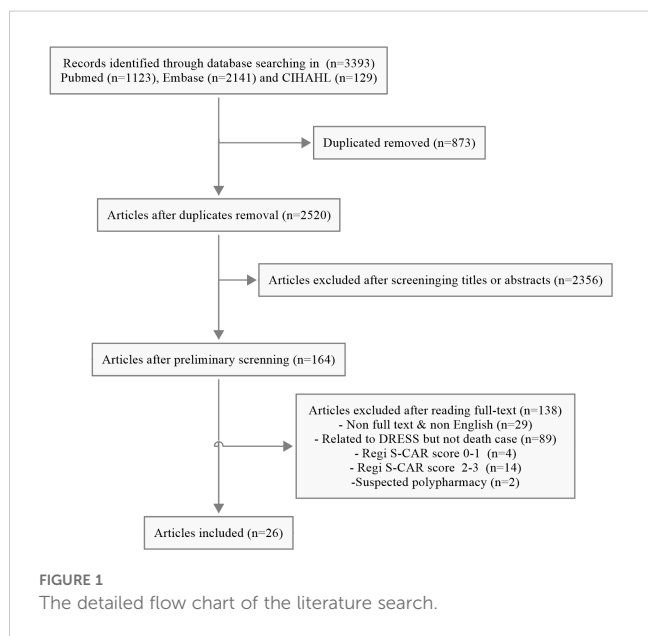 Records identified through database searching in (n=3393)
Pubmed (n=1123), Embase (n=2141) and CIHAHL (n=129)
Duplicated removed (n=873)
Articles after duplicates removal (n=2520)
Articles excluded after screeninging titles or abstracts (n=2356)
Articles after preliminary screnning (n=164)
Articles excluded after reading full-text (n=138)
- Non full text & non English (n=29)
- Related to DRESS but not death case (n=89)
- Regi S-CAR score 0-1 (n=4)
- Regi S-CAR score 2-3 (n=14)
-Suspected polypharmacy (n=2)
Articles included (n=26)
FIGURE 1
The detailed flow chart of the literature search.